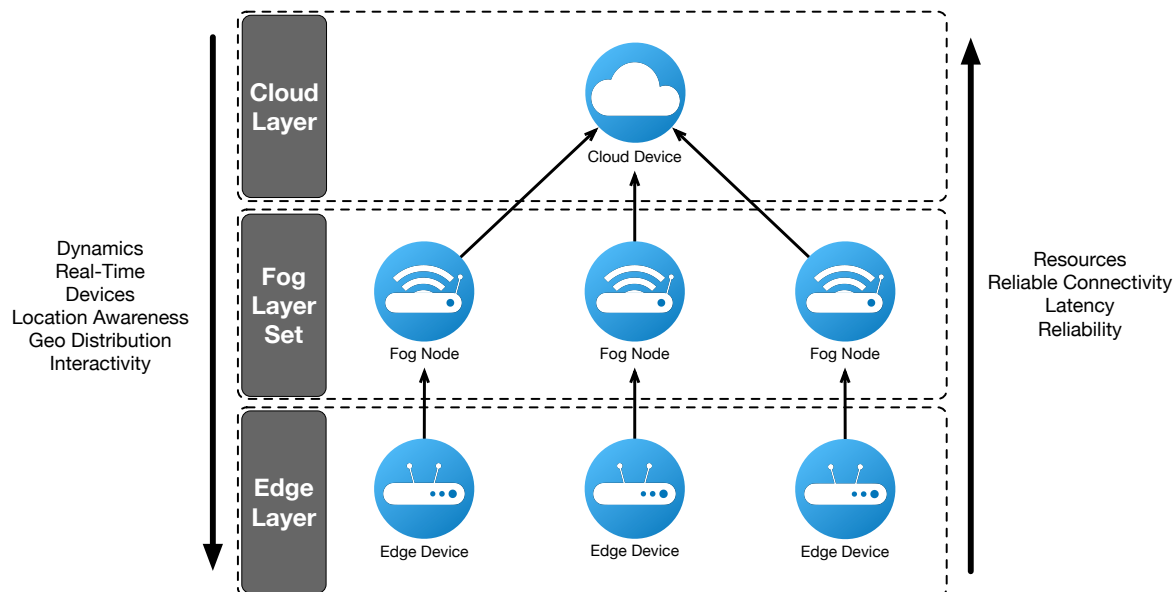 Cloud
Layer
Cloud Device
Dynamics
Real-Time
Devices
Location Awareness
Geo Distribution
Interactivity
Fog
Layer
Set
Fog Node
Fog Node
Fog Node
Resources
Reliable Connectivity
Latency
Reliability
Edge
Layer
Edge Device
Edge Device
Edge Device